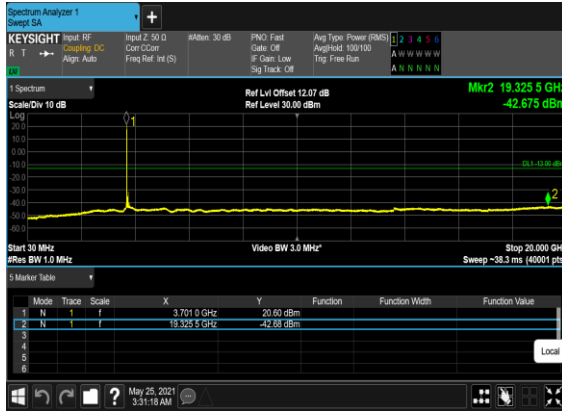 Spectrum Analyzer 1
Swept SA
+
KEYSIGHT Input: RF Input Z: 50 Ω #Atten: 30 dB PNO: Fast Avg Type: Power (RMS) 1 2 3 4 5 6
R T Coupling: DC Corr CCorr Gate: Off Avg|Hold: 100/100 A W W W W W
Align: Auto Freq Ref: Int (S) IF Gain: Low Trig: Free Run
Sig Track: Off A N N N N N
LU
1 Spectrum Ref Lvl Offset 12.07 dB Mkr2 19.325 5 GHz
Scale/Div 10 dB Ref Level 30.00 dBm -42.675 dBm
Log
1
20.0
10.0
0.00
-10.0
DL1 -13.00 dBm
-20.0
-30.0
2
-40.0
-50.0
-60.0
Start 30 MHz Video BW 3.0 MHz* Stop 20.000 GHz
#Res BW 1.0 MHz Sweep ~38.3 ms (40001 pts)
5 Marker Table
Mode Trace Scale X Y Function Function Width Function Value
1 N 1 f 3.701 0 GHz 20.60 dBm
2 N 1 f 19.325 5 GHz -42.68 dBm
3
4
5
6
Local
? May 25, 2021
3:31:18 AM